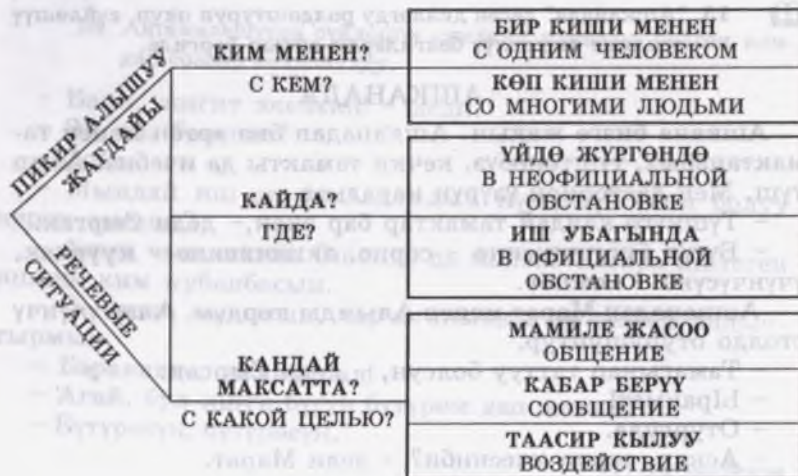 ПИКИР АЛЫШУУ
ЖАГДАЙЫ
РЕЧЕВЫЕ
СИТУАЦИИ
КИМ МЕНЕН?
С КЕМ?
БИР КИШИ МЕНЕН
С ОДНИМ ЧЕЛОВЕКОМ
КӨП КИШИ МЕНЕН
СО МНОГИМИ ЛЮДЬМИ
КАЙДА?
ГДЕ?
ҮЙДӨ ЖҮРГӨНДӨ
В НЕОФИЦИАЛЬНОЙ
ОБСТАНОВКЕ
ИШ УБАГЫНДА
В ОФИЦИАЛЬНОЙ
ОБСТАНОВКЕ
КАНДАЙ
МАКСАТТА?
С КАКОЙ ЦЕЛЬЮ?
МАМИЛЕ ЖАСОО
ОБЩЕНИЕ
КАБАР БЕРҮҮ
СООБЩЕНИЕ
ТААСИР КЫЛУУ
ВОЗДЕЙСТВИЕ